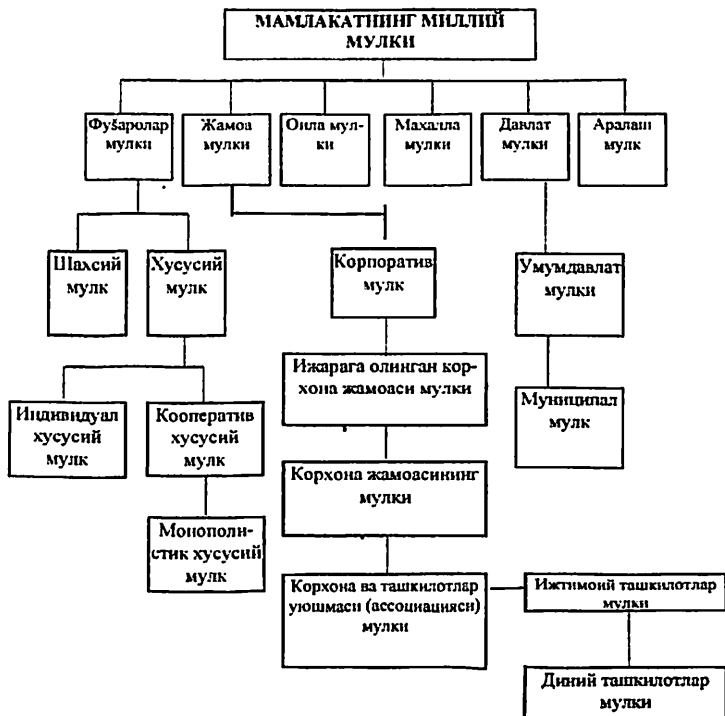 МАМЛАКАТНИНГ МИЛЛИЙ
МУЛКИ
Фуšаролар
мулки
Жамоа
мулки
Оила мул-
ки
Махалла
мулки
Давлат
мулки
Аралаш
мулк
Шахсий
мулк
Хусусий
мулк
Корпоратив
мулк
Умумдавлат
мулки
Индивидуал
хусусий
мулк
Кооператив
хусусий
мулк
Ижарага олинган кор-
хона жамоаси мулки
Муниципал
мулк
Корхона жамоасининг
мулки
Монополи-
стик хусусий
мулк
Корхона ва ташкилотлар
уюшмаси (ассоциацияси)
мулки
Ижтимоий ташкилотлар
мулки
Диний ташкилотлар
мулки